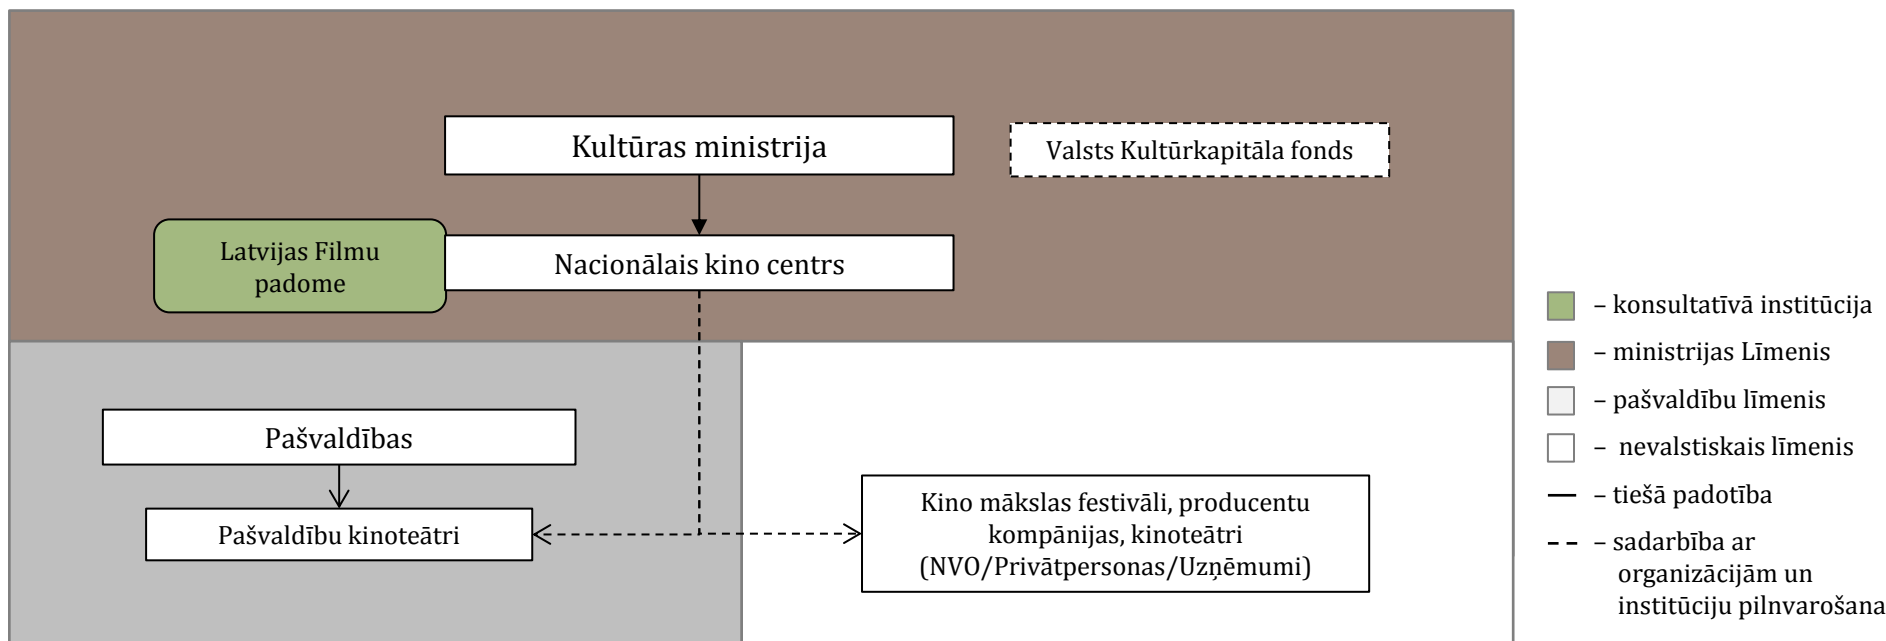 Kultūras ministrija
Valsts Kultūrkapitāla fonds
Latvijas Filmu
padome
Nacionālais kino centrs
Pašvaldības
Pašvaldību kinoteātri
Kino mākslas festivāli, producentu
kompānijas, kinoteātri
(NVO/Privātpersonas/Uzņēmumi)
– konsultatīvā institūcija
– ministrijas Līmenis
– pašvaldību līmenis
– nevalstiskais līmenis
– tiešā padotība
– sadarbība ar
organizācijām un
institūciju pilnvarošana